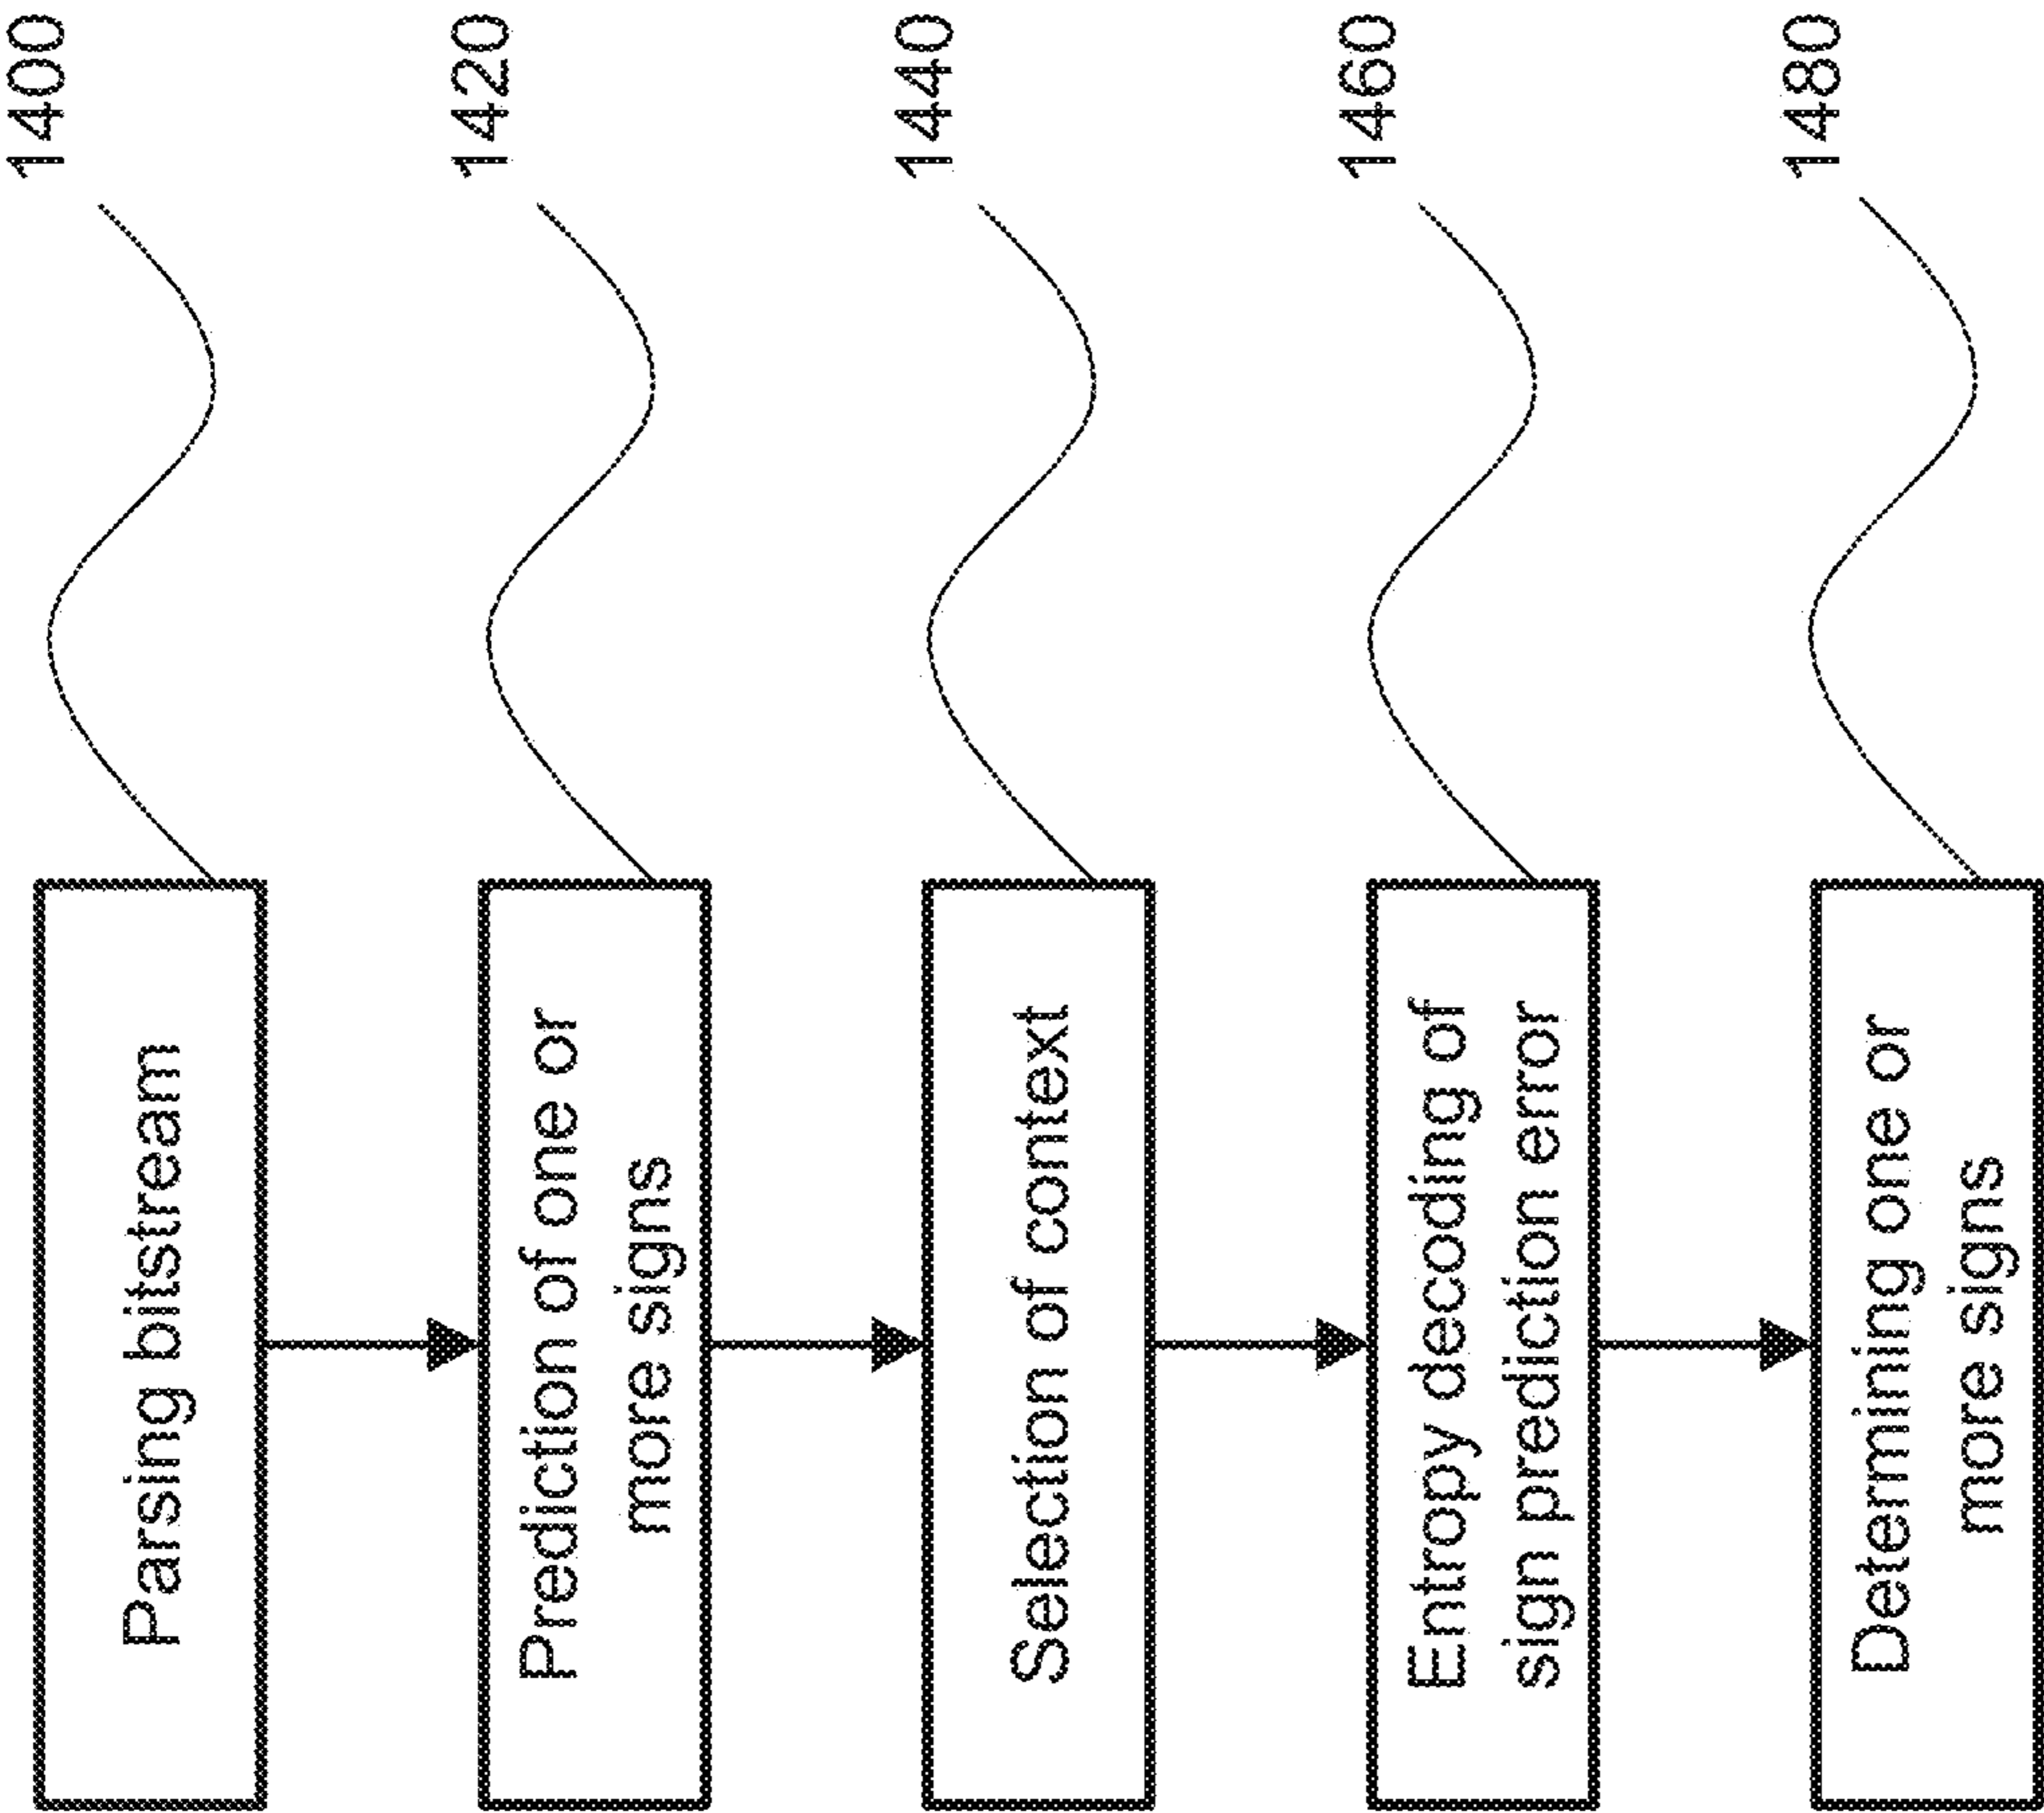 Parsing bitstream
1400
Prediction of one or
more signs
1420
Selection of context
1440
Entropy decoding of
sign prediction error
1460
Determining one or
more signs
1480